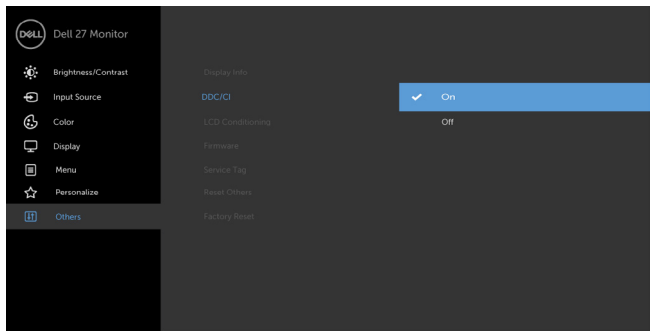 DELL Dell 27 Monitor
Brightness/Contrast
Input Source
Color
Display
Menu
Personalize
Others
Display Info
DDC/CI
LCD Conditioning
Firmware
Service Tag
Reset Others
Factory Reset
On
Off